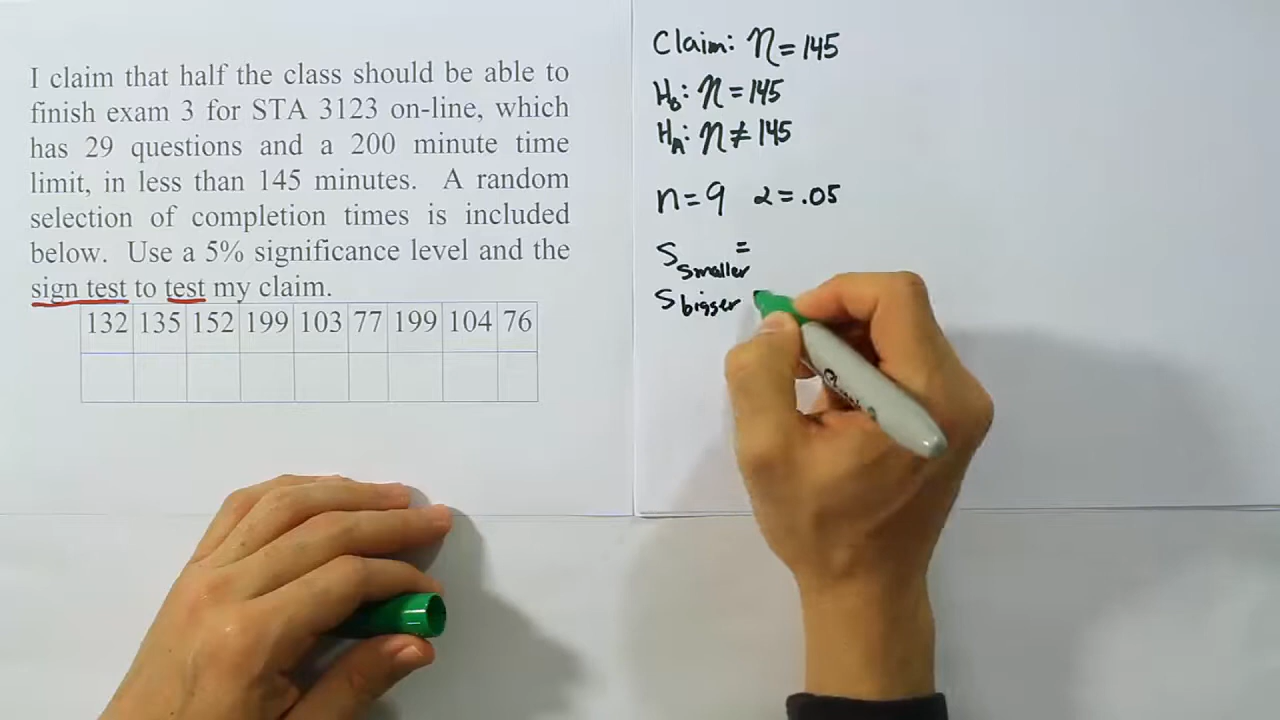 I claim that half the class should be able to
finish exam 3 for STA 3123 on-line, which
has 29 questions and a 200 minute time
limit, in less than 145 minutes. A random
selection of completion times is included
below. Use a 5% significance level and the
sign test to test my claim.
132 135 152 199 103 77 199 104 76
Claim: η = 145
H₀: η = 145
Hₐ: η ≠ 145
n = 9 α = .05
S smaller =
S bigger